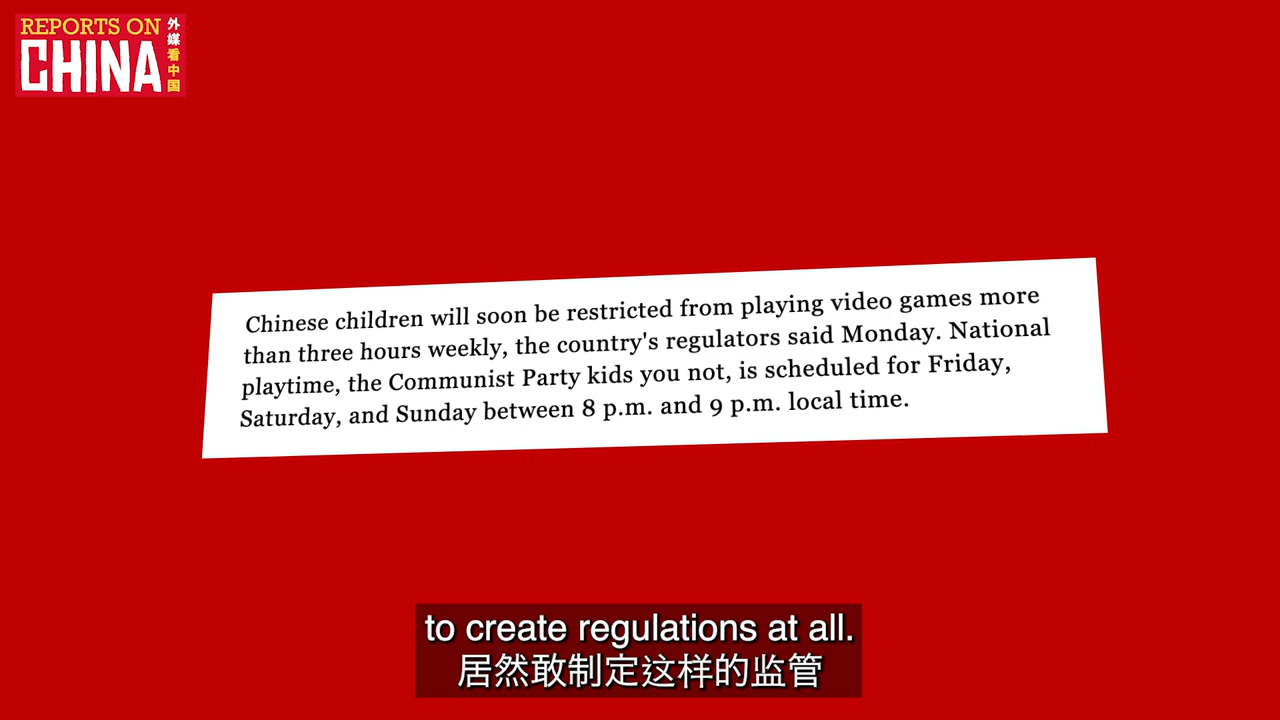 REPORTS ON
CHINA
外媒看中国
Chinese children will soon be restricted from playing video games more
than three hours weekly, the country's regulators said Monday. National
playtime, the Communist Party kids you not, is scheduled for Friday,
Saturday, and Sunday between 8 p.m. and 9 p.m. local time.
to create regulations at all.
居然敢制定这样的监管